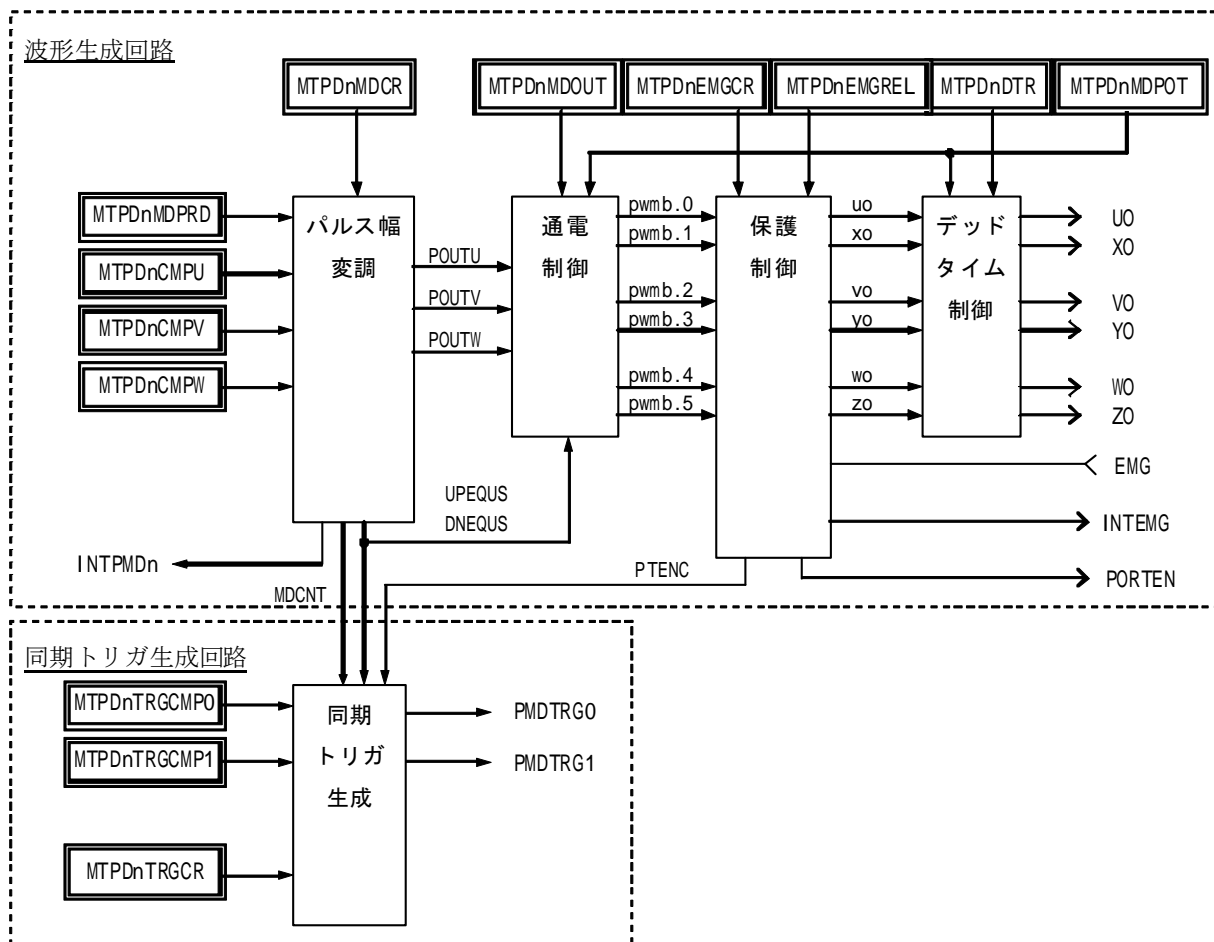 波形生成回路
MTPDnMDCR
MTPDnMDOUT
MTPDnEMGCR
MTPDnEMGREL
MTPDnDTR
MTPDnMDPOT
MTPDnMDPRD
MTPDnCMPU
MTPDnCMPV
MTPDnCMPW
パルス幅
変調
POUTU
POUTV
POUTW
通電
制御
pwmb.0
pwmb.1
pwmb.2
pwmb.3
pwmb.4
pwmb.5
保護
制御
uo
xo
vo
yo
wo
zo
デッド
タイム
制御
UO
XO
VO
YO
WO
ZO
EMG
INTEMG
PORTEN
UPEQUS
DNEQUS
INTPMDn
MDCNT
PTENC
同期トリガ生成回路
MTPDnTRGCMP0
MTPDnTRGCMP1
MTPDnTRGCR
同期
トリガ
生成
PMDTRG0
PMDTRG1